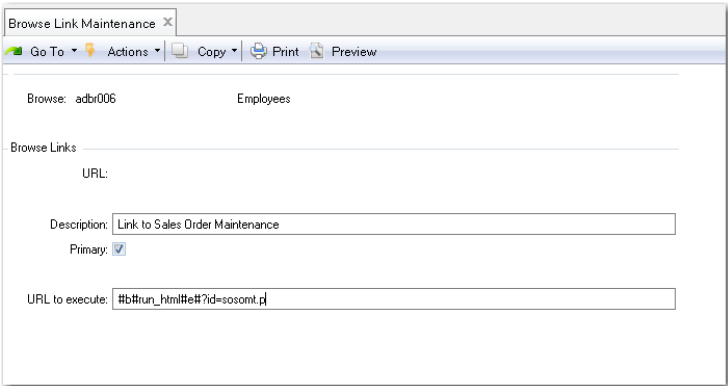 Browse Link Maintenance
Go To Actions Copy Print Preview
Browse: adbr006 Employees
Browse Links
URL:
Description: Link to Sales Order Maintenance
Primary:
URL to execute: #b#run_html#e#?id=sosomt.p